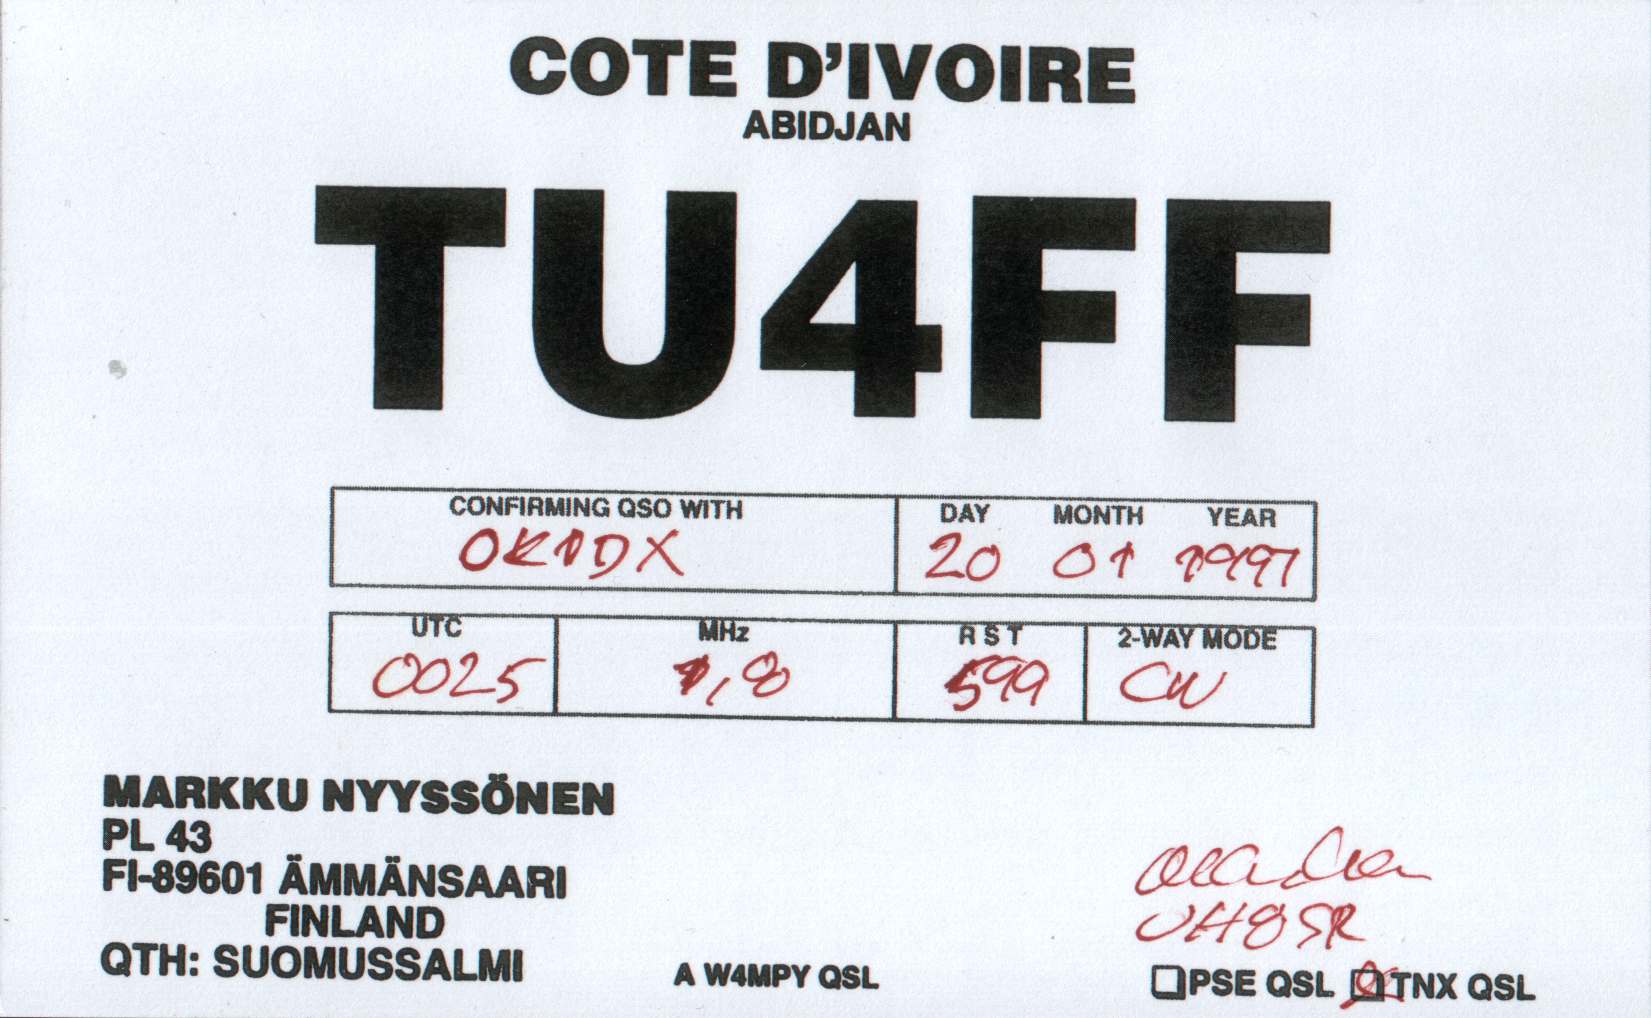 COTE D'IVOIRE
ABIDJAN
TU4FF
CONFIRMING QSO WITH DAY MONTH YEAR
OK1DX 20 01 1997
UTC MHz R S T 2-WAY MODE
0025 1,8 599 CW
MARKKU NYYSSÖNEN
PL 43
FI-89601 ÄMMÄNSAARI
FINLAND
QTH: SUOMUSSALMI
A W4MPY QSL
OH8SR
PSE QSL TNX QSL